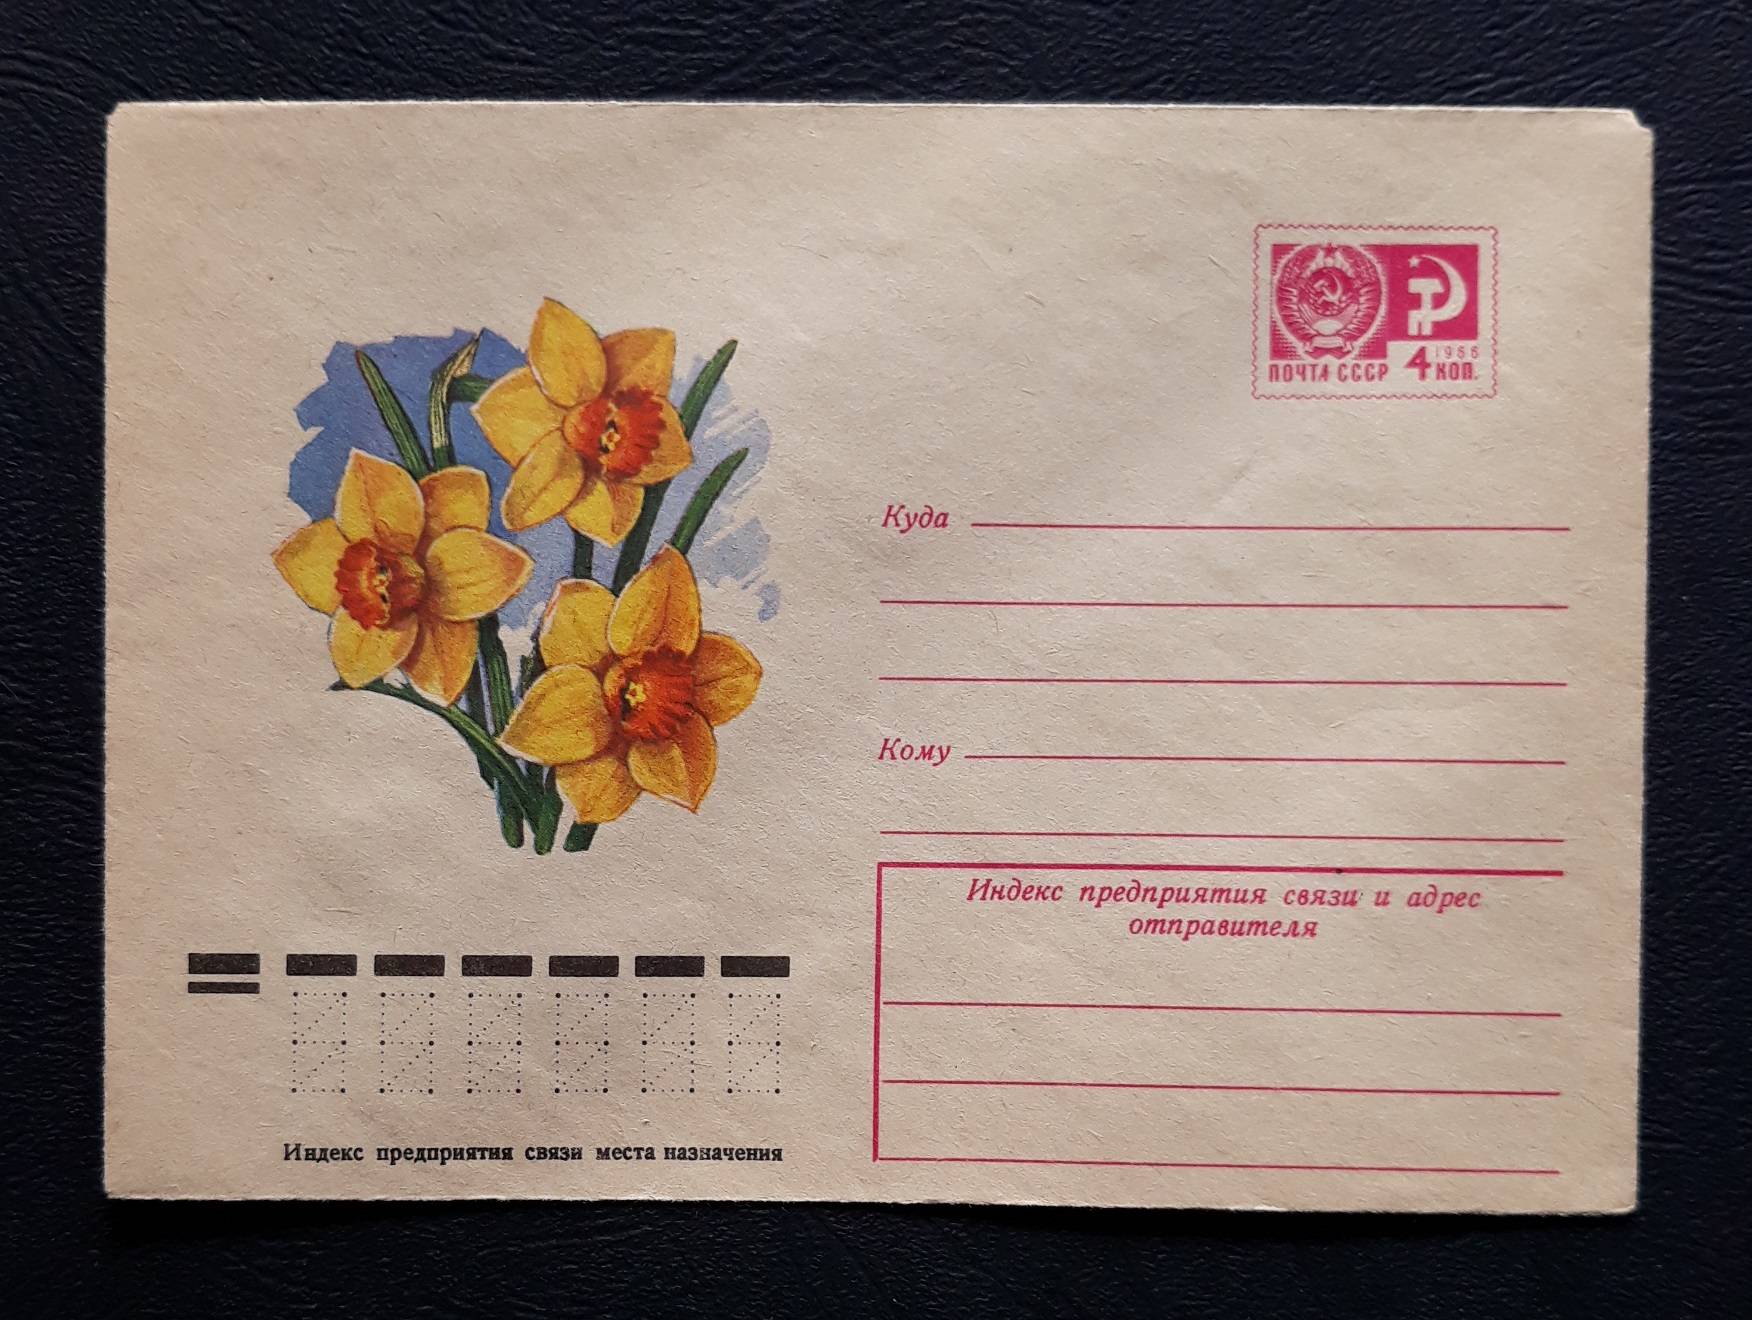 1966
ПОЧТА СССР 4 КОП.
Куда
Кому
Индекс предприятия связи и адрес
отправителя
Индекс предприятия связи места назначения